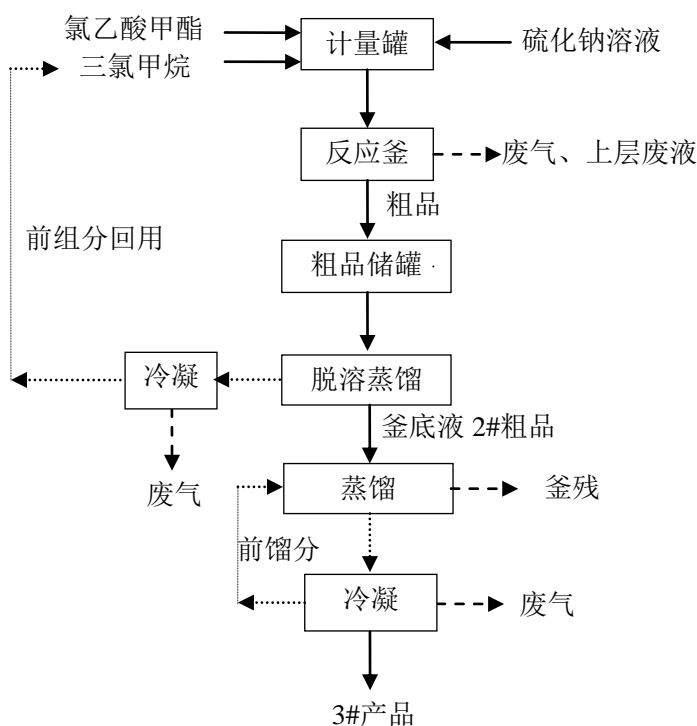 氯乙酸甲酯
计量罐
硫化钠溶液
三氯甲烷
反应釜
废气、上层废液
粗品
前组分回用
粗品储罐
冷凝
脱溶蒸馏
釜底液 2#粗品
废气
蒸馏
釜残
前馏分
冷凝
废气
3#产品